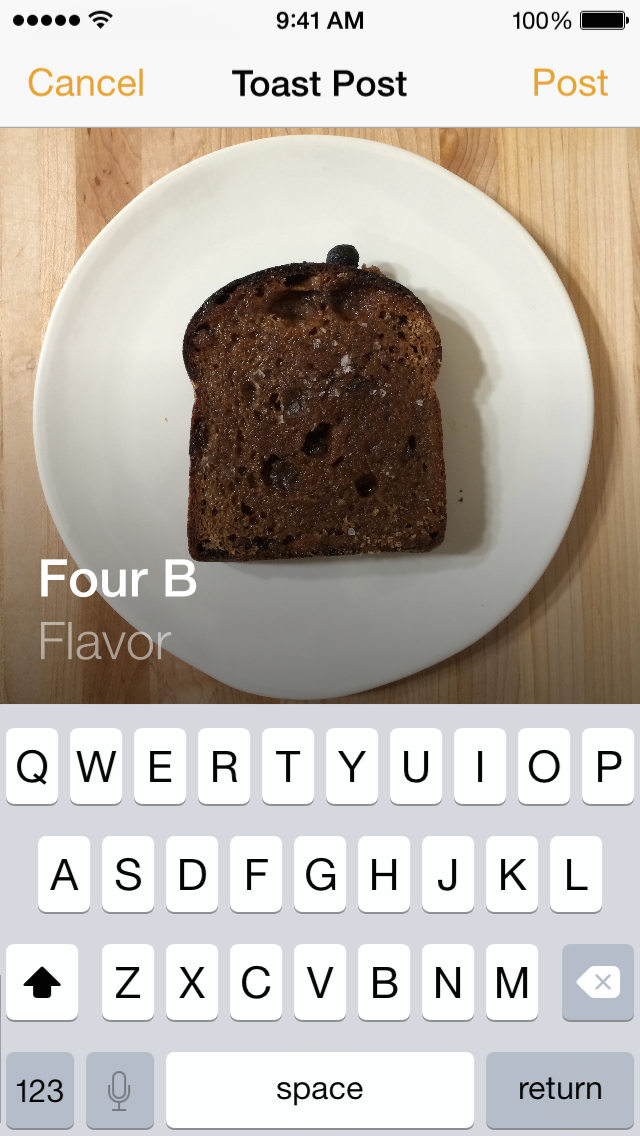 9:41 AM 100%
Cancel Toast Post Post
Four B
Flavor
Q W E R T Y U I O P
A S D F G H J K L
Z X C V B N M
123 space return